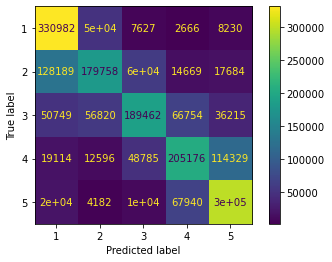 1 330982 5e+04 7627 2666 8230
2 128189 179758 6e+04 14669 17684
3 50749 56820 189462 66754 36215
4 19114 12596 48785 205176 114329
5 2e+04 4182 1e+04 67940 3e+05
1 2 3 4 5
True label
Predicted label
300000
250000
200000
150000
100000
50000